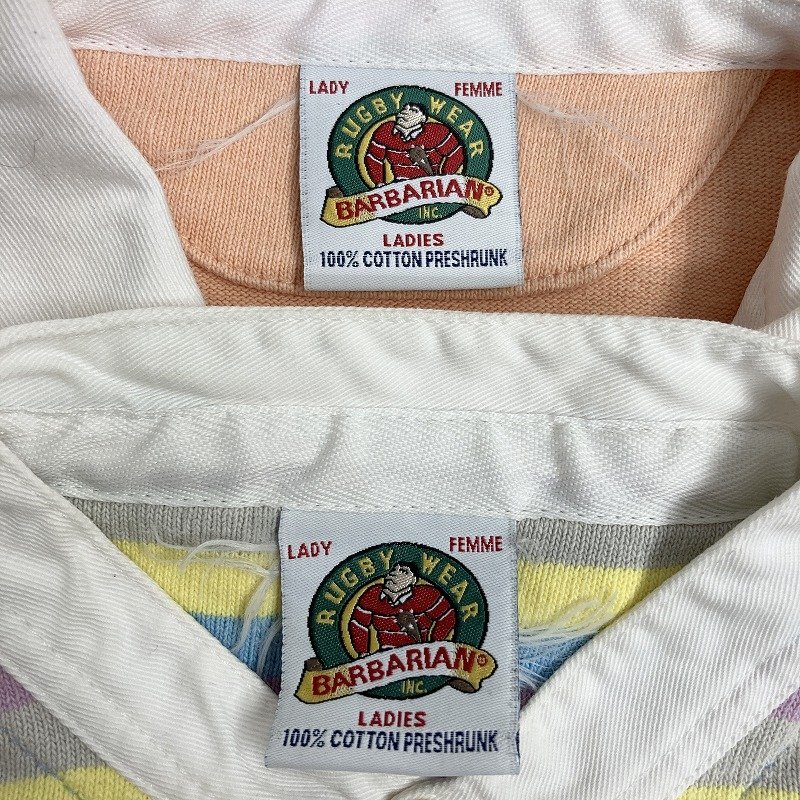 LADY FEMME
RUGBY WEAR
BARBARIAN®
INC.
LADIES
100% COTTON PRESHRUNK
LADY FEMME
RUGBY WEAR
BARBARIAN®
INC.
LADIES
100% COTTON PRESHRUNK